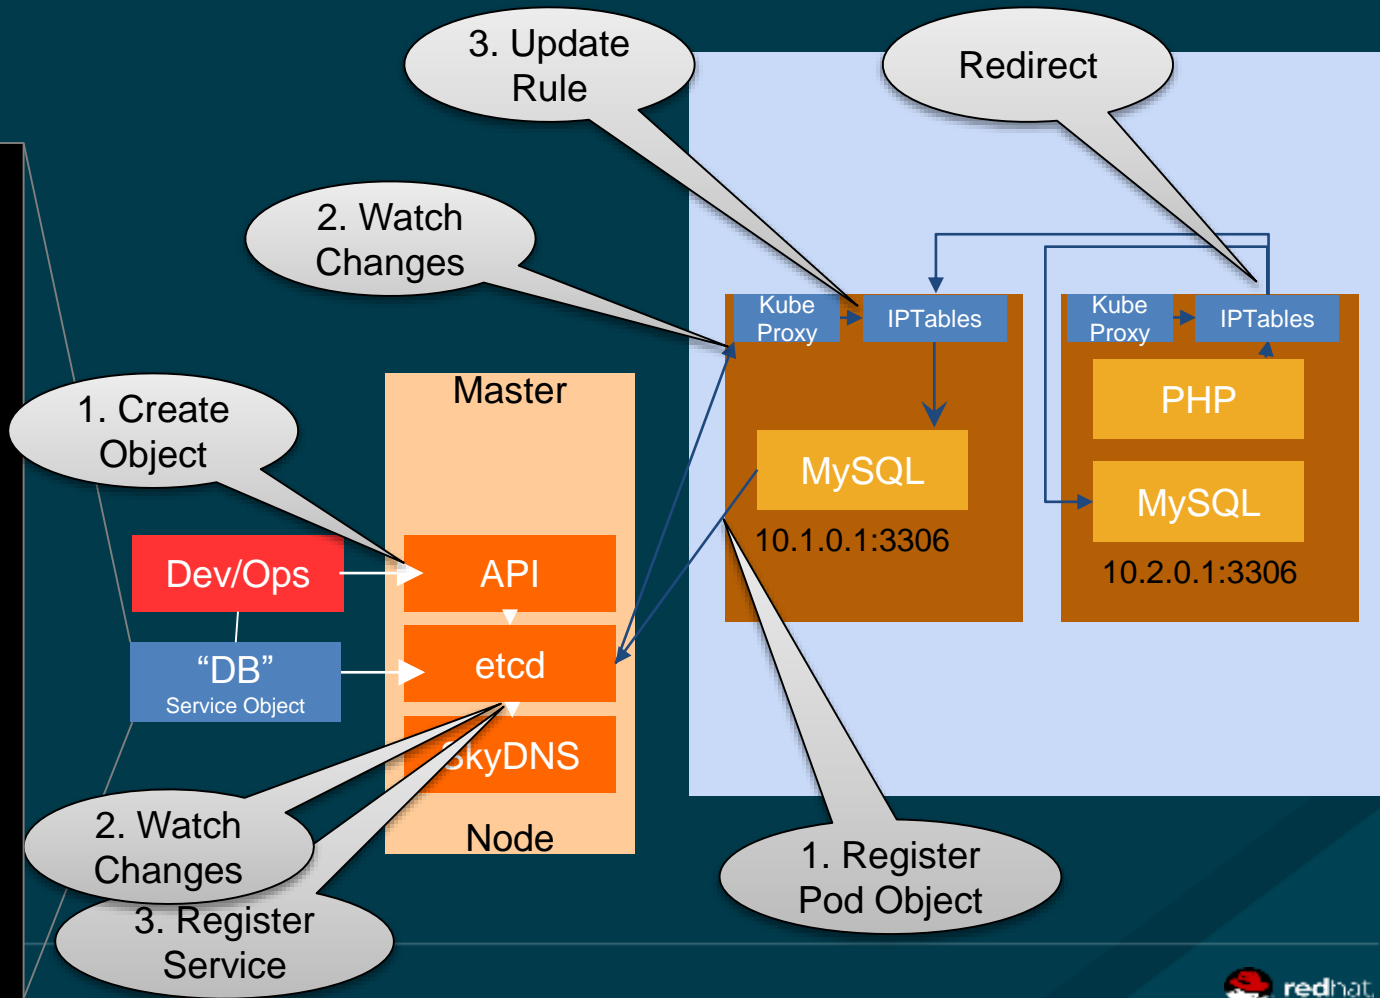 3. Update
Rule
Redirect
2. Watch
Changes
Kube
Proxy
IPTables
Kube
Proxy
IPTables
1. Create
Object
Master
PHP
MySQL
MySQL
10.1.0.1:3306
10.2.0.1:3306
Dev/Ops
API
“DB”
Service Object
etcd
SkyDNS
Node
2. Watch
Changes
3. Register
Service
1. Register
Pod Object
redhat.